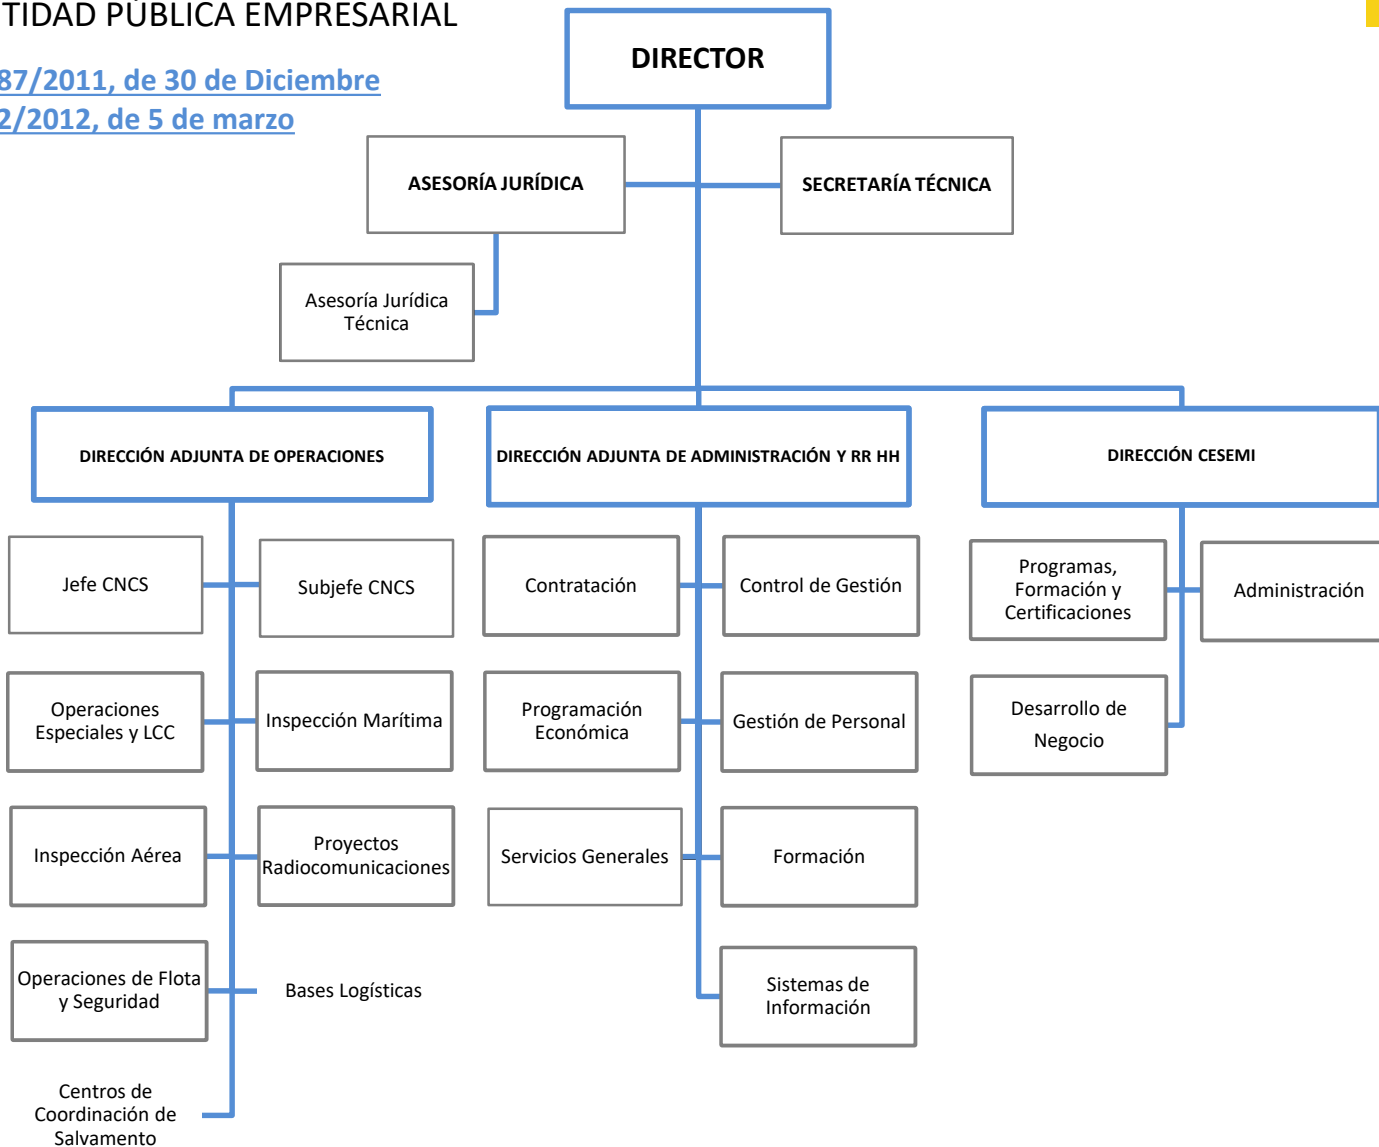 TIDAD PÚBLICA EMPRESARIAL
87/2011, de 30 de Diciembre
2/2012, de 5 de marzo
DIRECTOR
ASESORÍA JURÍDICA
SECRETARÍA TÉCNICA
Asesoría Jurídica
Técnica
DIRECCIÓN ADJUNTA DE OPERACIONES
DIRECCIÓN ADJUNTA DE ADMINISTRACIÓN Y RR HH
DIRECCIÓN CESEMI
Jefe CNCS
Subjefe CNCS
Contratación
Control de Gestión
Programas,
Formación y
Certificaciones
Administración
Operaciones
Especiales y LCC
Inspección Marítima
Programación
Económica
Gestión de Personal
Desarrollo de
Negocio
Inspección Aérea
Proyectos
Radiocomunicaciones
Servicios Generales
Formación
Operaciones de Flota
y Seguridad
Bases Logísticas
Sistemas de
Información
Centros de
Coordinación de
Salvamento